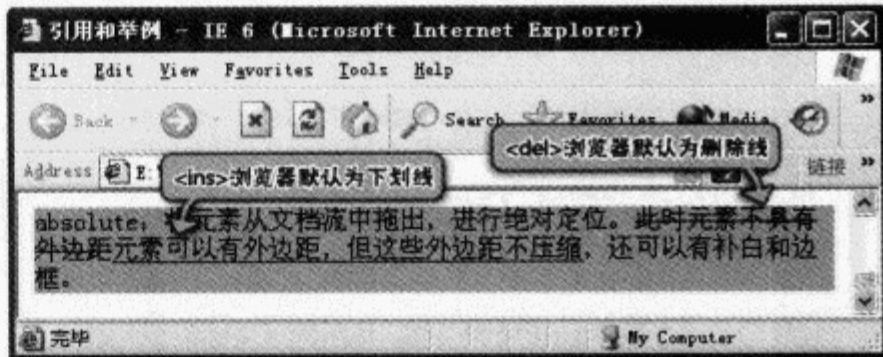 引用和举例 - IE 6 (Microsoft Internet Explorer)
File Edit View Favorites Tools Help
Back Search Favorites Media »
<del>浏览器默认为删除线
Address E: 链接 »
<ins>浏览器默认为下划线
absolute, 元素从文档流中拖出，进行绝对定位。此时元素不具有
外边距元素可以有外边距，但这些外边距不压缩，还可以有补白和边
框。
完毕 My Computer